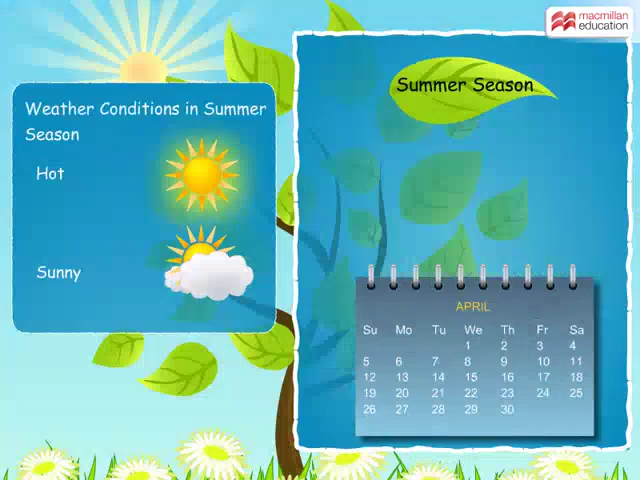 macmillan
education
Weather Conditions in Summer
Season
Hot
Sunny
Summer Season
APRIL
Su Mo Tu We Th Fr Sa
1 2 3 4
5 6 7 8 9 10 11
12 13 14 15 16 17 18
19 20 21 22 23 24 25
26 27 28 29 30